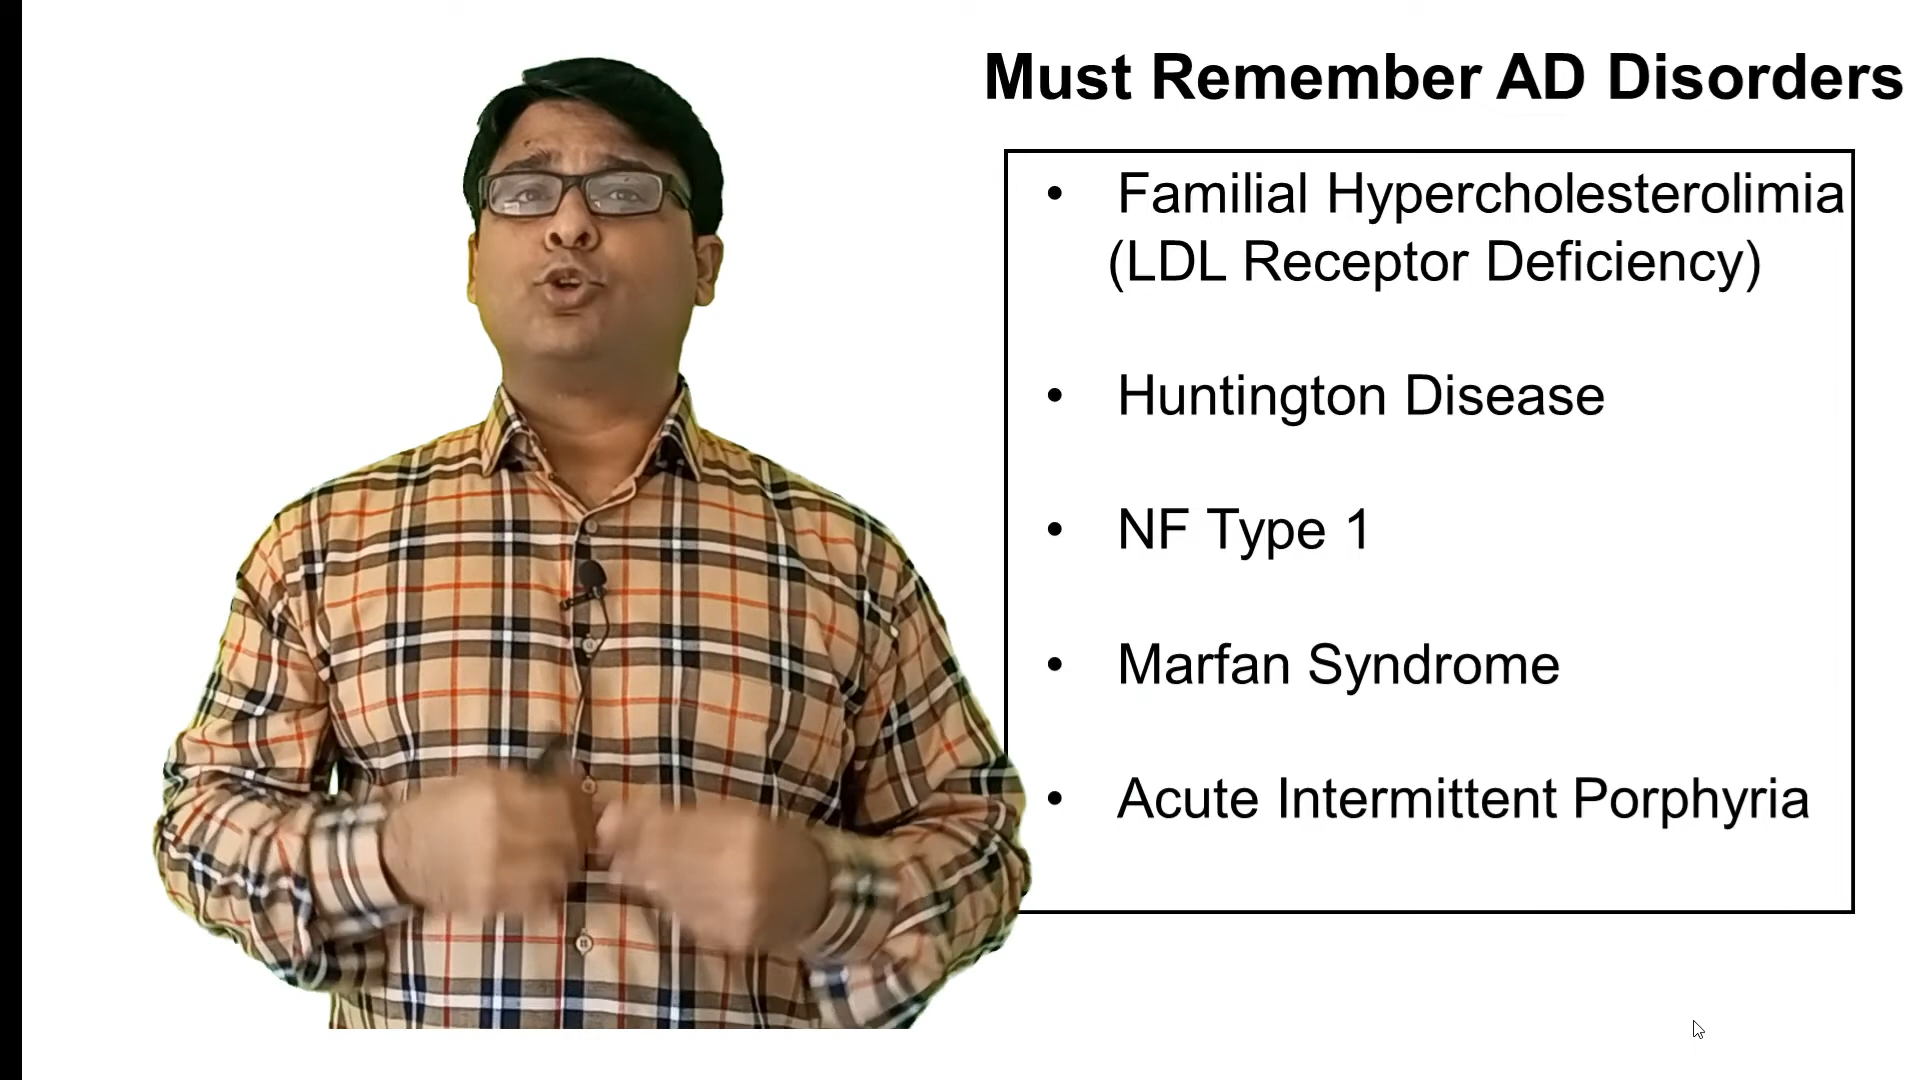 Must Remember AD Disorders
• Familial Hypercholesterolimia
(LDL Receptor Deficiency)
• Huntington Disease
• NF Type 1
• Marfan Syndrome
• Acute Intermittent Porphyria